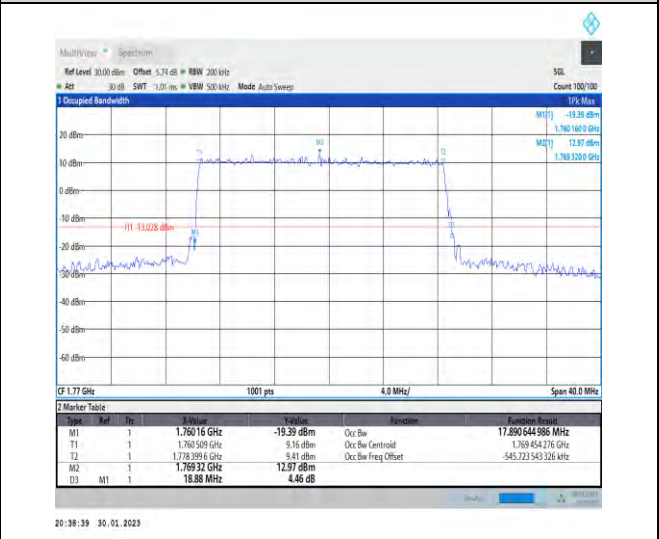 MultiView Spectrum
Ref Level 30.00 dBm Offset 5.74 dB RBW 200 kHz SGL
Att 30 dB SWT 1.01 ms VBW 500 kHz Mode Auto Sweep Count 100/100
1 Occupied Bandwidth 1Pk Max
M1[1] -19.39 dBm
1.760 160 0 GHz
M2[1] 12.97 dBm
1.769 320 0 GHz
20 dBm
M2
10 dBm
0 dBm
-10 dBm
H1 -13.028 dBm
M1
-20 dBm
-30 dBm
-40 dBm
-50 dBm
-60 dBm
CF 1.77 GHz 1001 pts 4.0 MHz/ Span 40.0 MHz
2 Marker Table
Type Ref Trc X-Value Y-Value Function Function Result
M1 1 1.760 16 GHz -19.39 dBm Occ Bw 17.890 644 986 MHz
T1 1 1.760 509 GHz 9.16 dBm Occ Bw Centroid 1.769 454 276 GHz
T2 1 1.778 399 6 GHz 9.41 dBm Occ Bw Freq Offset -545.723 543 326 kHz
M2 1 1.769 32 GHz 12.97 dBm
D3 M1 1 18.88 MHz 4.46 dB
20:38:39 30.01.2023